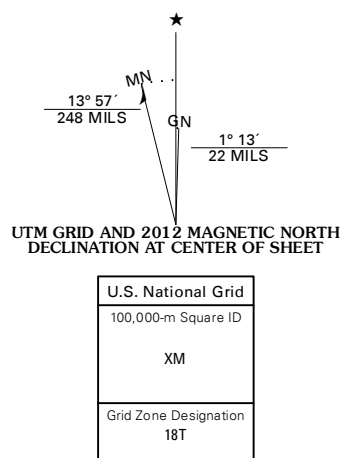 ★
MN
13° 57´
248 MILS
GN
1° 13´
22 MILS
UTM GRID AND 2012 MAGNETIC NORTH
DECLINATION AT CENTER OF SHEET
U.S. National Grid
100,000-m Square ID
XM
Grid Zone Designation
18T